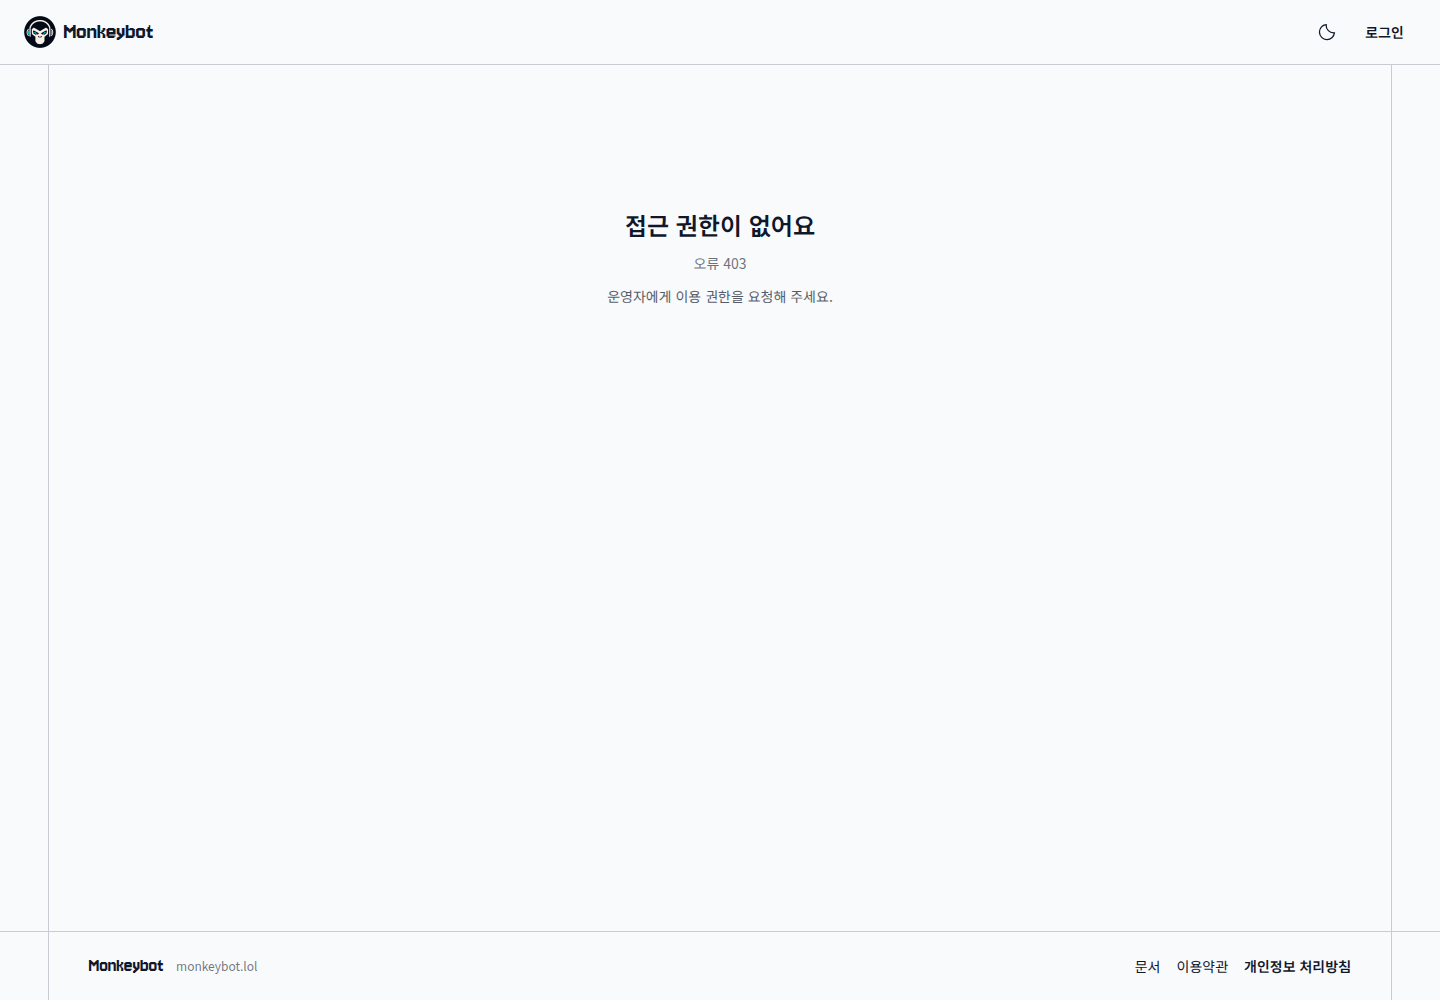 Monkeybot
로그인
접근 권한이 없어요
오류 403
운영자에게 이용 권한을 요청해 주세요.
Monkeybot monkeybot.lol
문서 이용약관 개인정보 처리방침